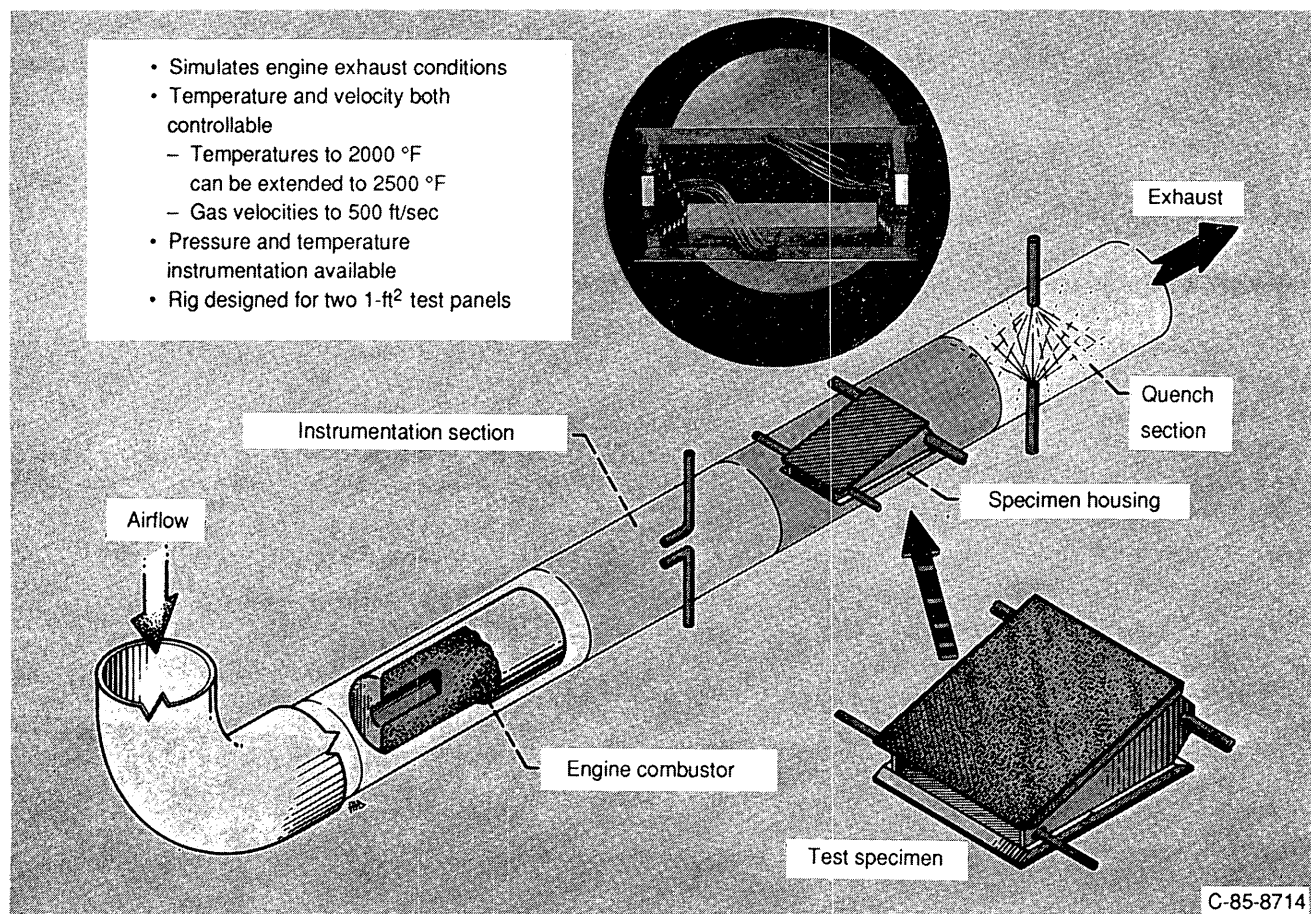 • Simulates engine exhaust conditions
• Temperature and velocity both
controllable
– Temperatures to 2000 °F
can be extended to 2500 °F
– Gas velocities to 500 ft/sec
• Pressure and temperature
instrumentation available
• Rig designed for two 1-ft² test panels
Exhaust
Quench
section
Instrumentation section
Specimen housing
Airflow
Engine combustor
Test specimen
C-85-8714